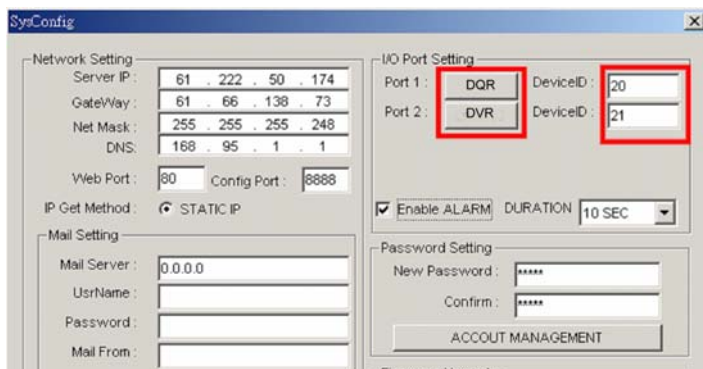 SysConfig
Network Setting
Server IP : 61 . 222 . 50 . 174
GateWay : 61 . 66 . 138 . 73
Net Mask : 255 . 255 . 255 . 248
DNS: 168 . 95 . 1 . 1
Web Port : 80 Config Port : 8888
IP Get Method : STATIC IP
Mail Setting
Mail Server : 0.0.0.0
UsrName :
Password :
Mail From :
I/O Port Setting
Port 1 : DQR DeviceID : 20
Port 2 : DVR DeviceID : 21
Enable ALARM DURATION 10 SEC
Password Setting
New Password : *****
Confirm : *****
ACCOUT MANAGEMENT